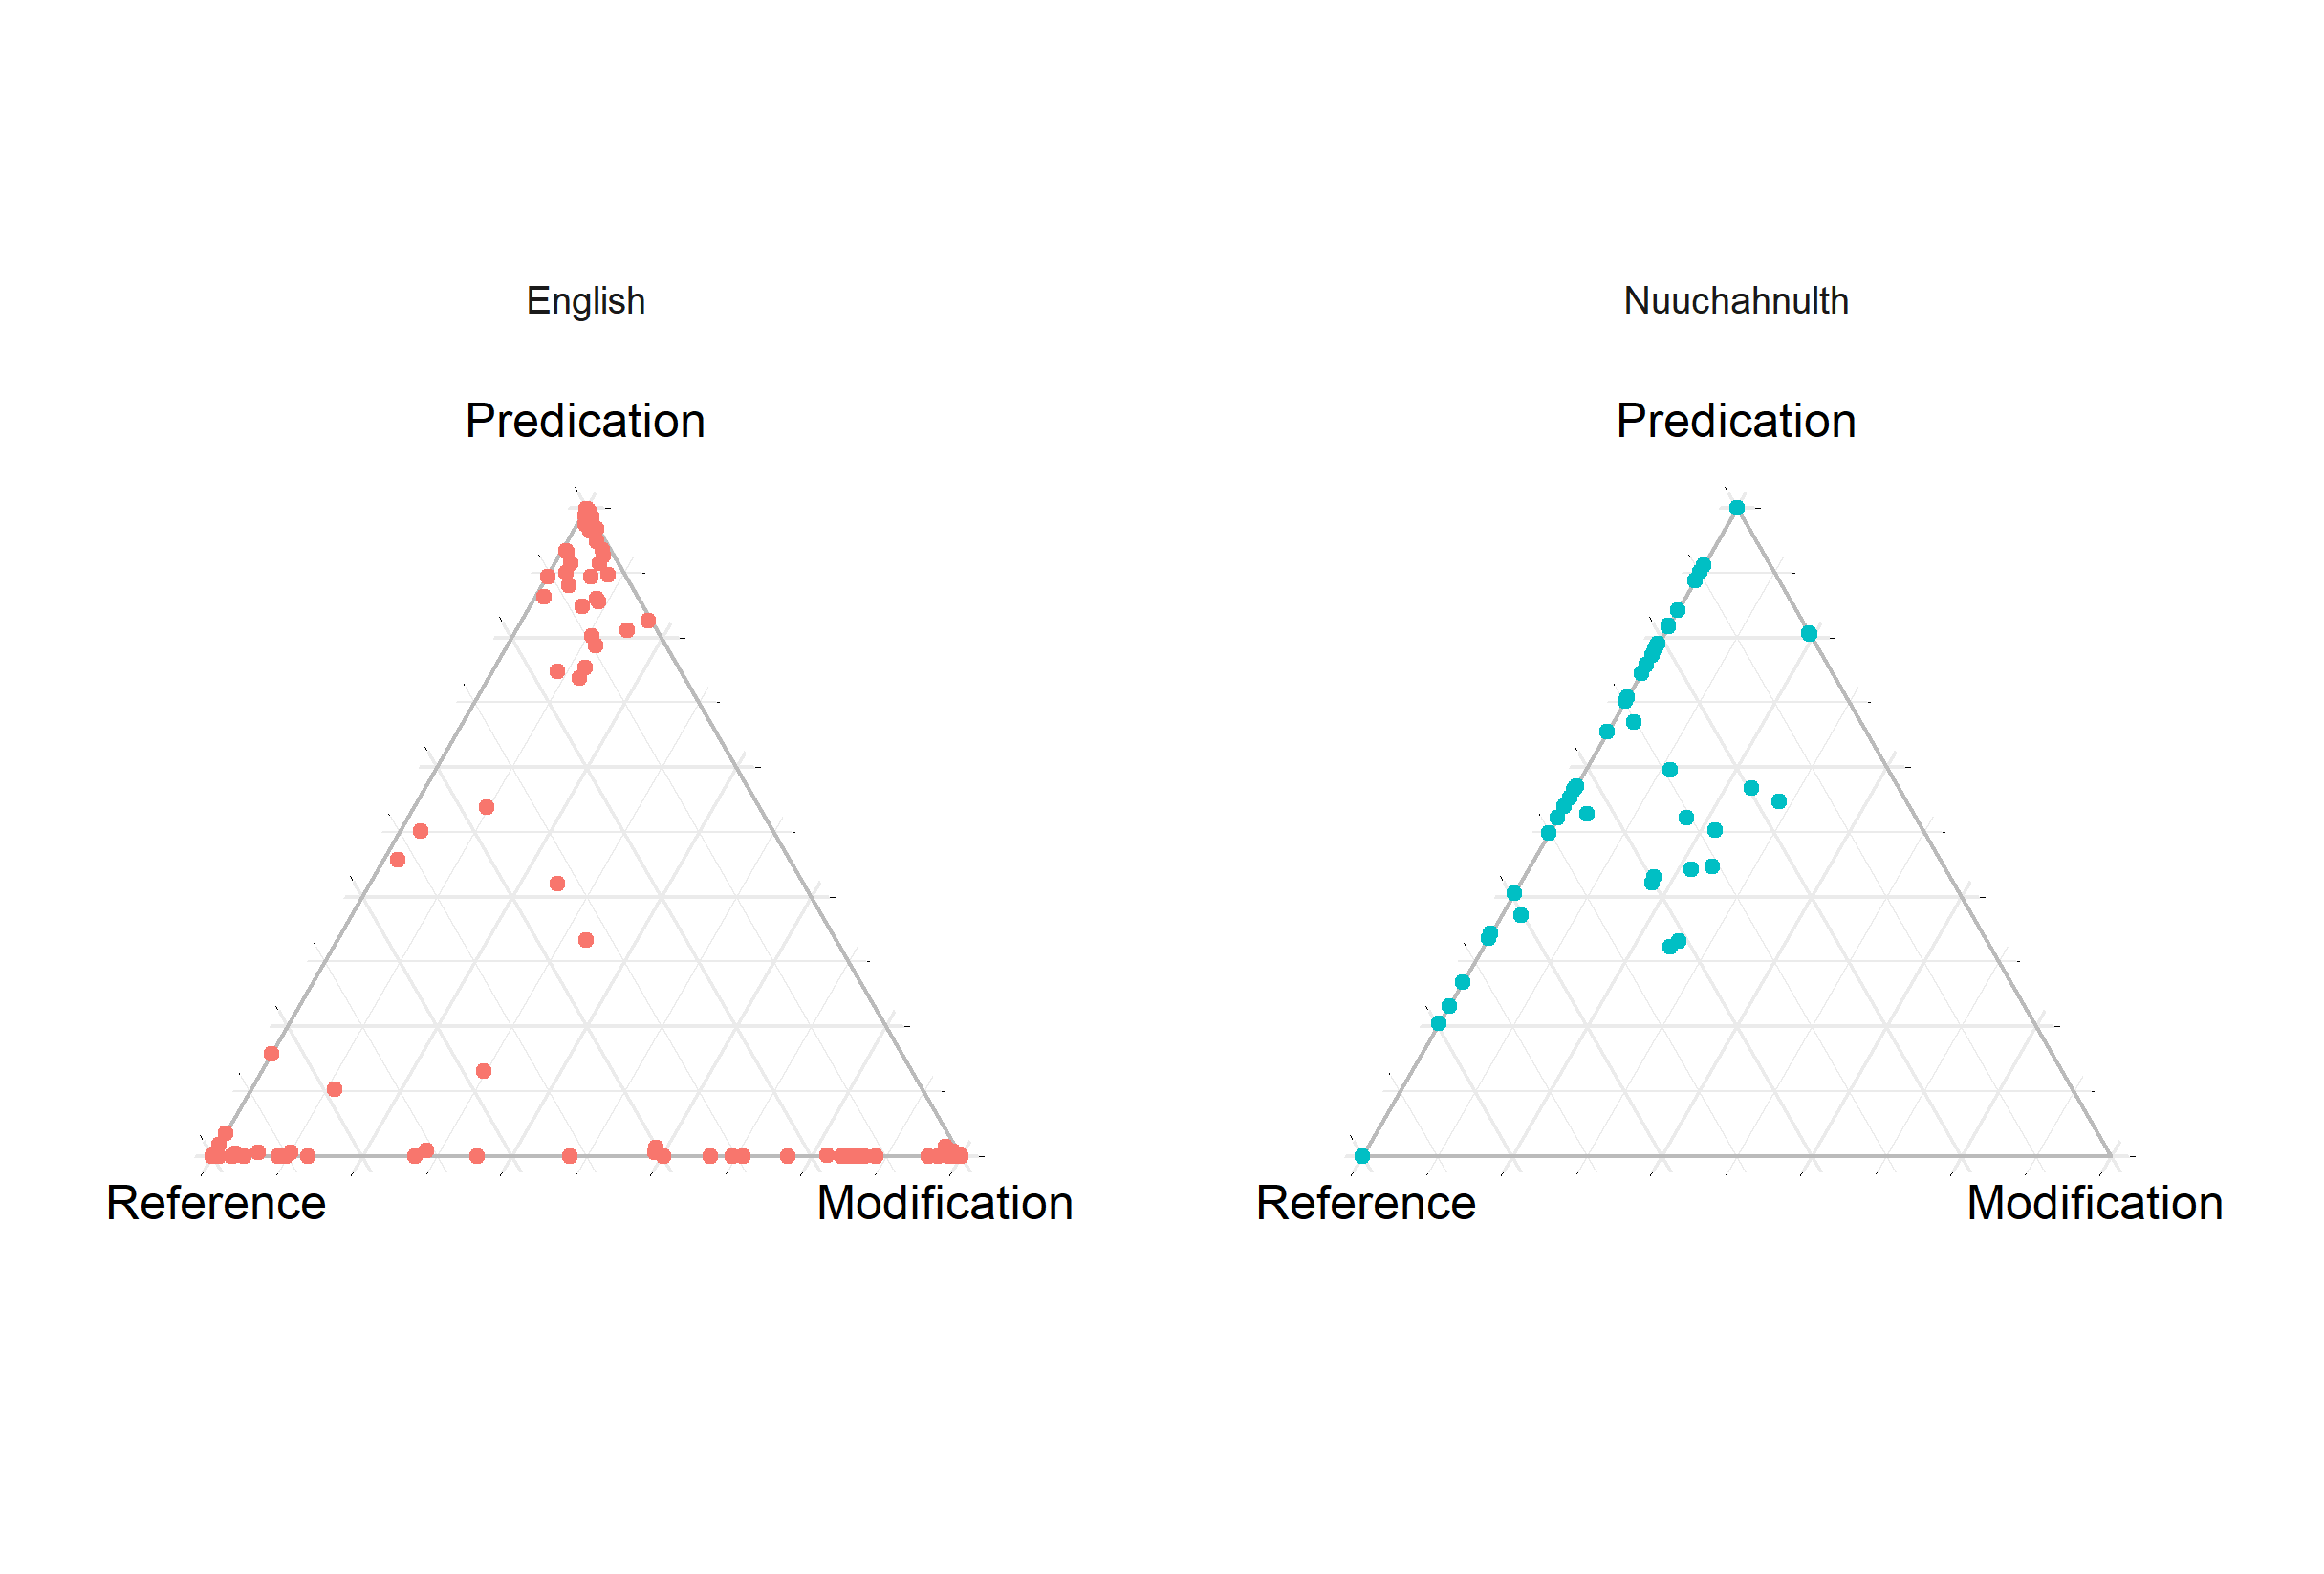 English
Predication
Reference
Modification
Nuuchahnulth
Predication
Reference
Modification